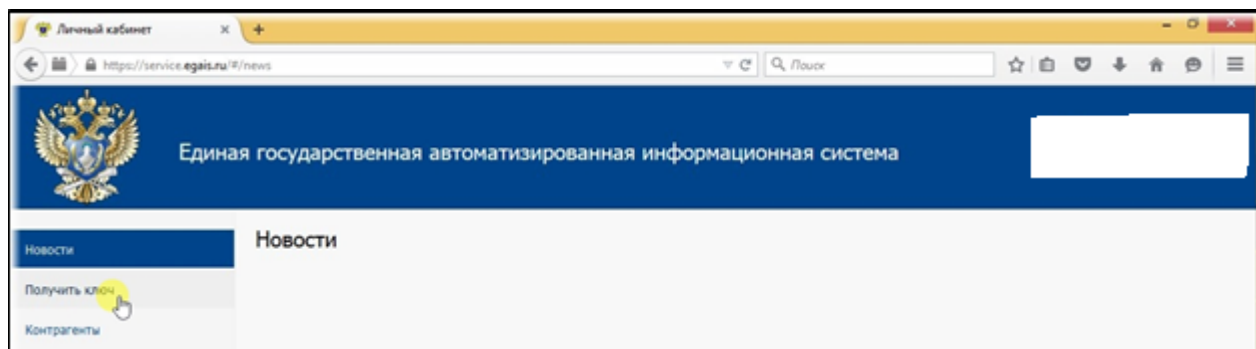 Личный кабинет
https://service.egais.ru/#/news
Поиск
Единая государственная автоматизированная информационная система
Новости
Новости
Получить ключ
Контрагенты